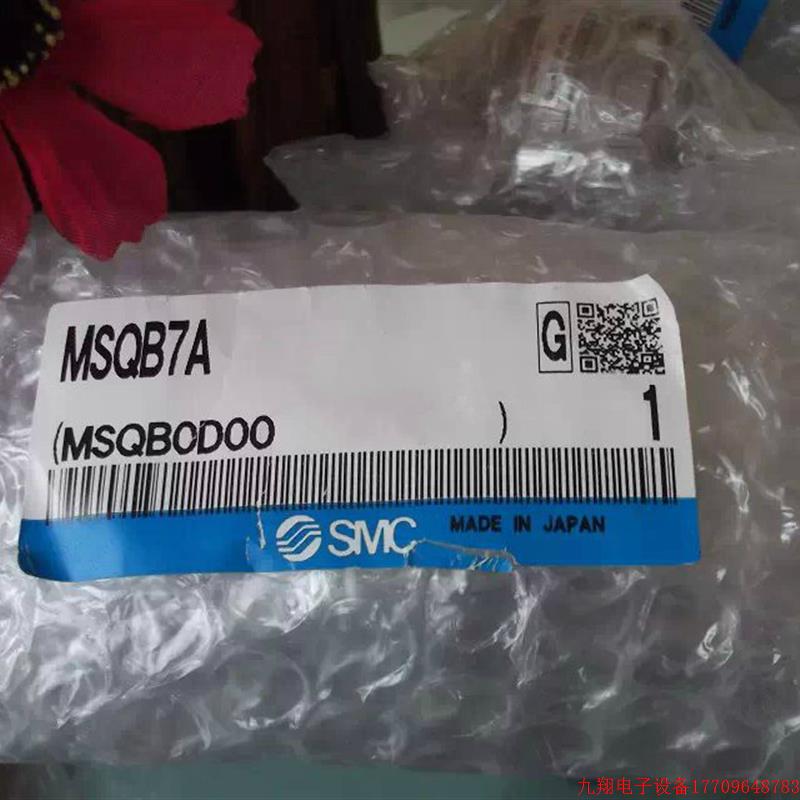 MSQB7A
G
(MSQB0D00 )
1
SMC MADE IN JAPAN
九翔电子设备17709648783